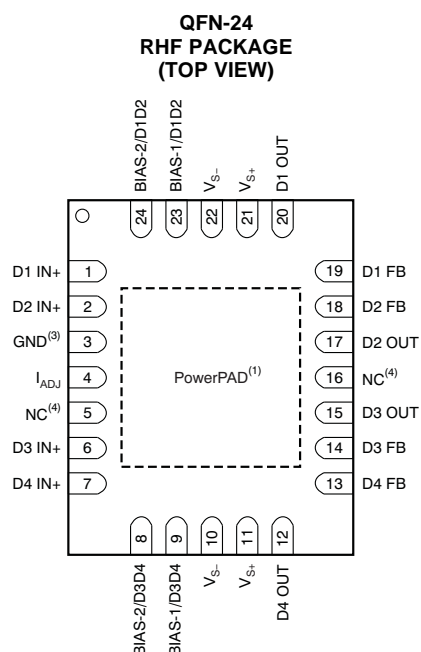 QFN-24
RHF PACKAGE
(TOP VIEW)
BIAS-2/D1D2
BIAS-1/D1D2
VS−
VS+
D1 OUT
24
23
22
21
20
D1 IN+ 1
D2 IN+ 2
GND(3) 3
IADJ 4
NC(4) 5
D3 IN+ 6
D4 IN+ 7
PowerPAD(1)
19 D1 FB
18 D2 FB
17 D2 OUT
16 NC(4)
15 D3 OUT
14 D3 FB
13 D4 FB
8
9
10
11
12
BIAS-2/D3D4
BIAS-1/D3D4
VS−
VS+
D4 OUT